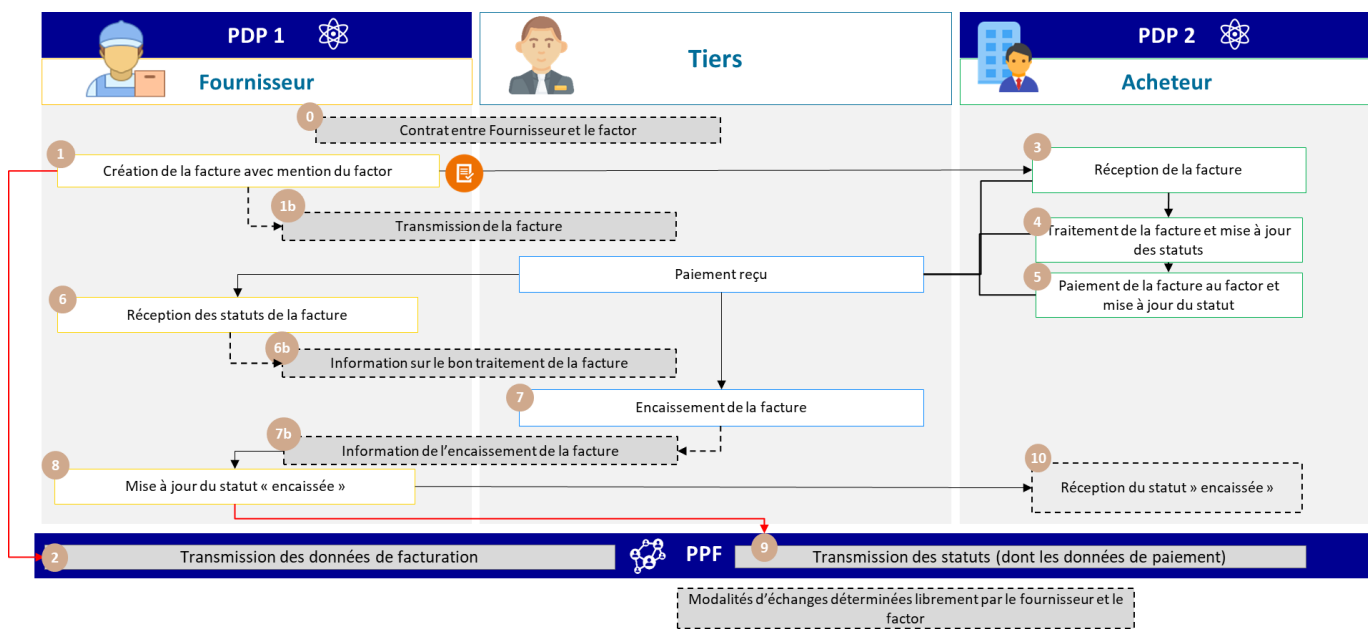 PDP 1
PDP 2
Tiers
Fournisseur
Acheteur
0
Contrat entre Fournisseur et le factor
1
Création de la facture avec mention du factor
3
Réception de la facture
1b
Transmission de la facture
4
Traitement de la facture et mise à jour
des statuts
Paiement reçu
5
Paiement de la facture au factor et
mise à jour du statut
6
Réception des statuts de la facture
6b
Information sur le bon traitement de la facture
7
Encaissement de la facture
7b
Information de l'encaissement de la facture
8
Mise à jour du statut « encaissée »
10
Réception du statut » encaissée »
2
Transmission des données de facturation
PPF
9
Transmission des statuts (dont les données de paiement)
Modalités d'échanges déterminées librement par le fournisseur et le
factor